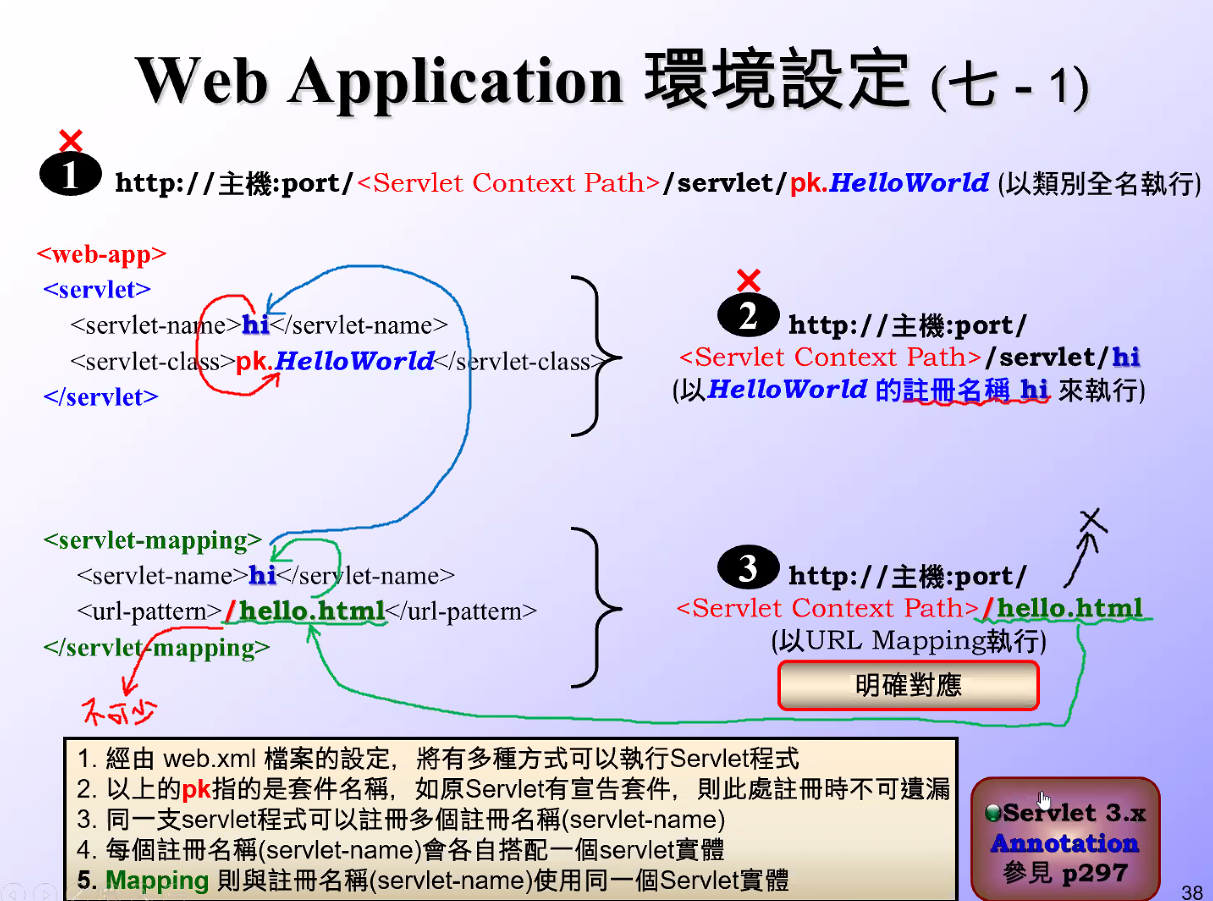 Web Application 環境設定 (七 - 1)
1 http://主機:port/<Servlet Context Path>/servlet/pk.HelloWorld (以類別全名執行)
<web-app>
<servlet>
<servlet-name>hi</servlet-name>
<servlet-class>pk.HelloWorld</servlet-class>
</servlet>
2 http://主機:port/
<Servlet Context Path>/servlet/hi
(以HelloWorld 的註冊名稱 hi 來執行)
<servlet-mapping>
<servlet-name>hi</servlet-name>
<url-pattern>/hello.html</url-pattern>
</servlet-mapping>
不可少
3 http://主機:port/
<Servlet Context Path>/hello.html
(以URL Mapping執行)
明確對應
1. 經由 web.xml 檔案的設定，將有多種方式可以執行Servlet程式
2. 以上的pk指的是套件名稱，如原Servlet有宣告套件，則此處註冊時不可遺漏
3. 同一支servlet程式可以註冊多個註冊名稱(servlet-name)
4. 每個註冊名稱(servlet-name)會各自搭配一個servlet實體
5. Mapping 則與註冊名稱(servlet-name)使用同一個Servlet實體
Servlet 3.x
Annotation
參見 p297
38